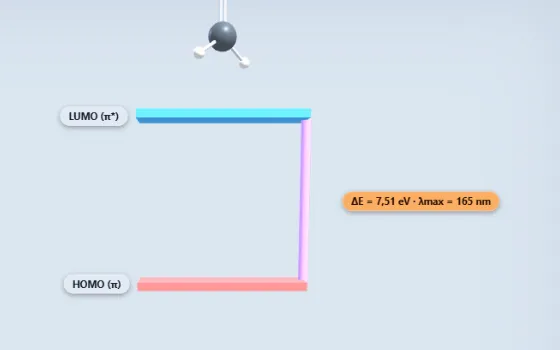 LUMO (π*)
ΔE = 7,51 eV · λmax = 165 nm
HOMO (π)